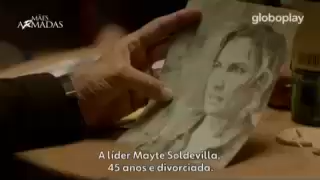 MÃES ARMADAS
globoplay
A líder Mayte Soldevilla.
45 anos e divorciada.